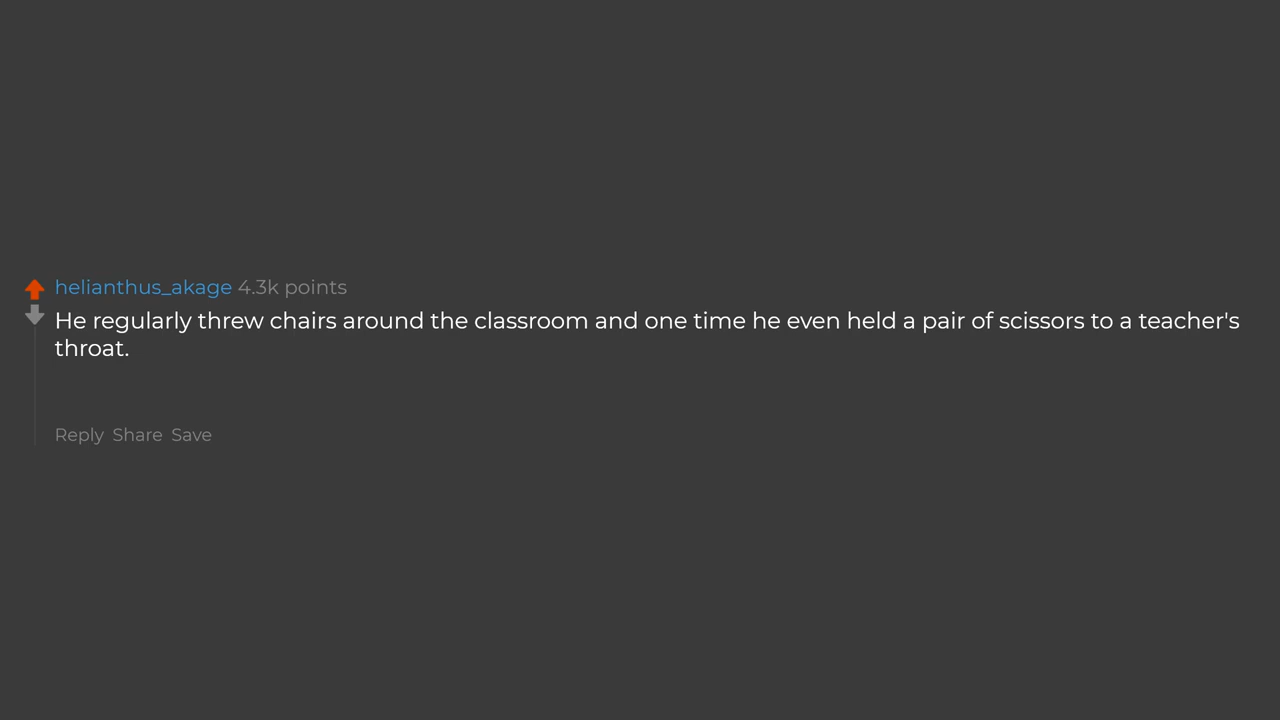 helianthus_akage 4.3k points
He regularly threw chairs around the classroom and one time he even held a pair of scissors to a teacher's
throat.
Reply Share Save